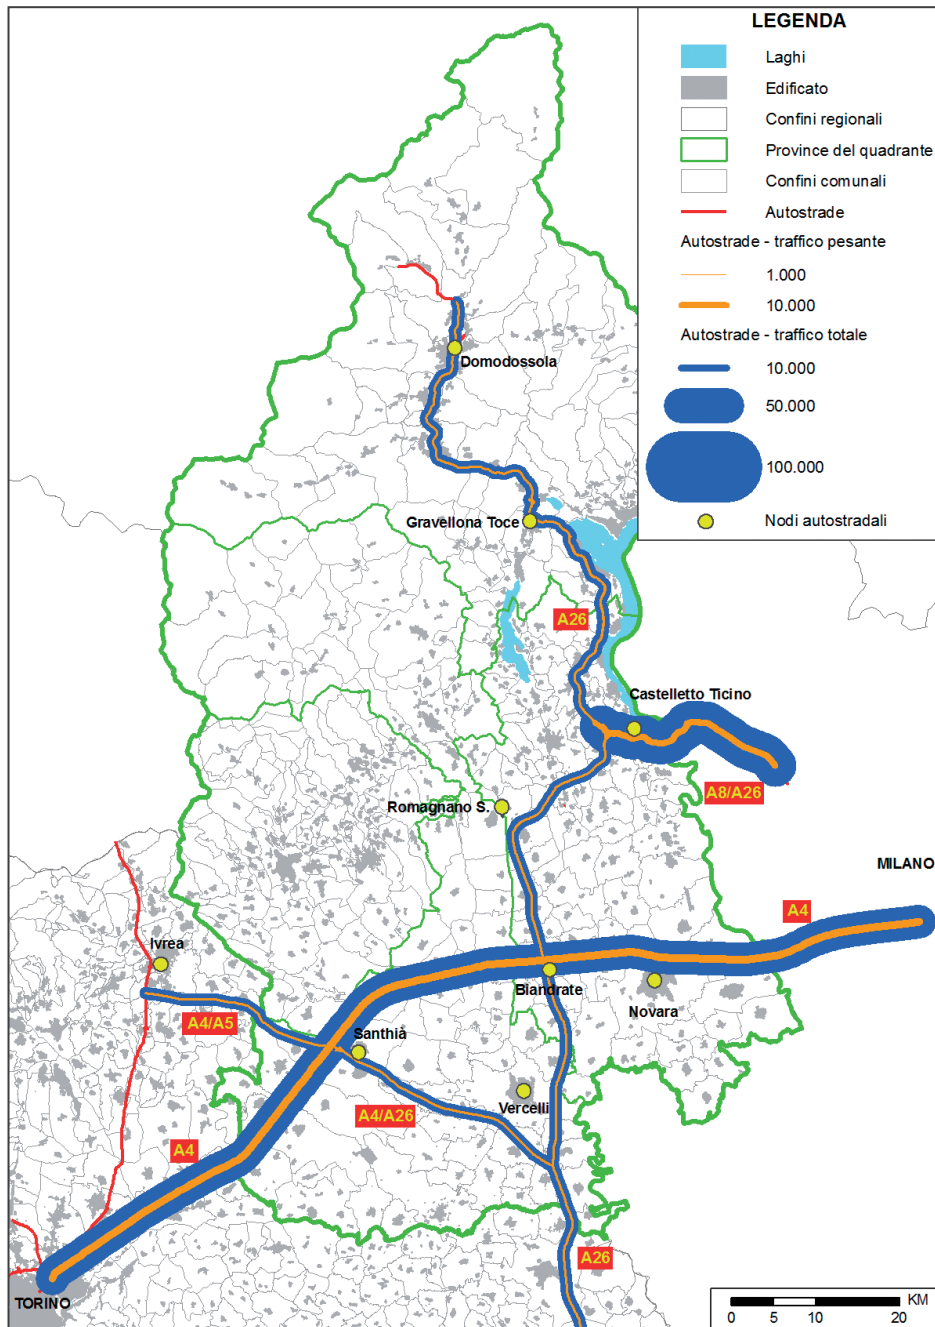 LEGENDA
Laghi
Edificato
Confini regionali
Province del quadrante
Confini comunali
Autostrade
Autostrade - traffico pesante
1.000
10.000
Autostrade - traffico totale
10.000
50.000
100.000
Nodi autostradali
Domodossola
Gravellona Toce
A26
Castelletto Ticino
A8/A26
Romagnano S.
MILANO
A4
Ivrea
Biandrate
Novara
A4/A5
Santhià
Vercelli
A4/A26
A4
A26
TORINO
KM
0 5 10 20